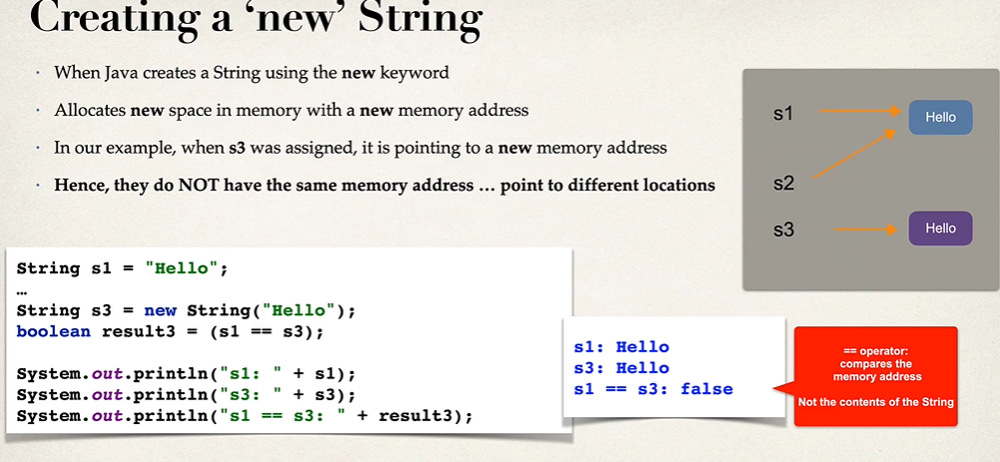 Creating a ‘new’ String
· When Java creates a String using the new keyword
· Allocates new space in memory with a new memory address
· In our example, when s3 was assigned, it is pointing to a new memory address
· Hence, they do NOT have the same memory address … point to different locations
s1
Hello
s2
s3
Hello
String s1 = "Hello";
…
String s3 = new String("Hello");
boolean result3 = (s1 == s3);
System.out.println("s1: " + s1);
System.out.println("s3: " + s3);
System.out.println("s1 == s3: " + result3);
s1: Hello
s3: Hello
s1 == s3: false
== operator:
compares the
memory address
Not the contents of the String